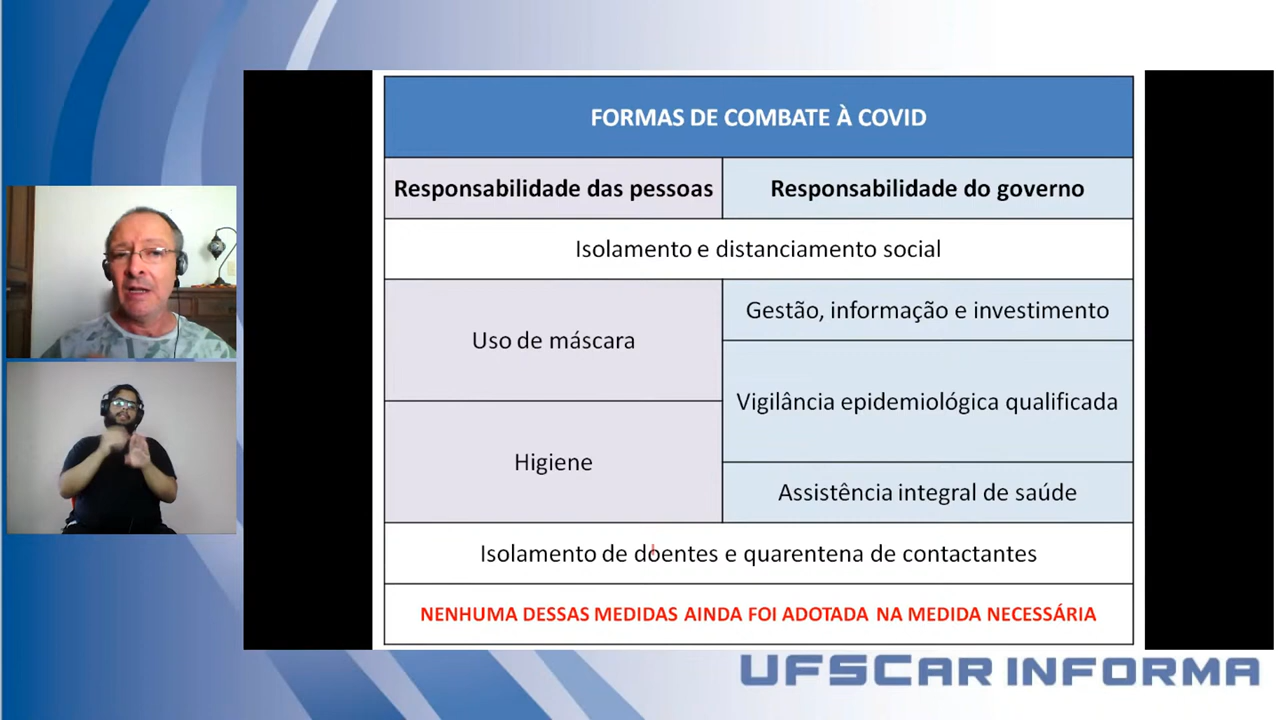 FORMAS DE COMBATE À COVID
Responsabilidade das pessoas
Responsabilidade do governo
Isolamento e distanciamento social
Uso de máscara
Gestão, informação e investimento
Vigilância epidemiológica qualificada
Higiene
Assistência integral de saúde
Isolamento de doentes e quarentena de contactantes
NENHUMA DESSAS MEDIDAS AINDA FOI ADOTADA NA MEDIDA NECESSÁRIA
UFSCAR INFORMA